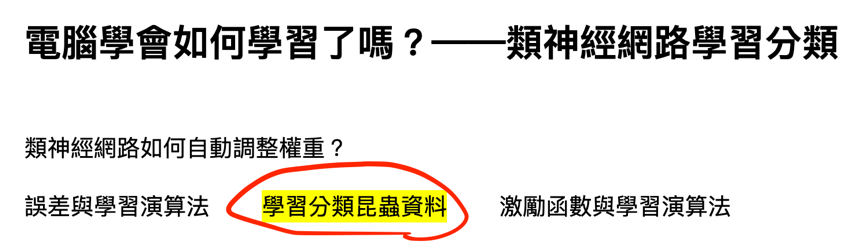 電腦學會如何學習了嗎？——類神經網路學習分類
類神經網路如何自動調整權重？
誤差與學習演算法 學習分類昆蟲資料 激勵函數與學習演算法